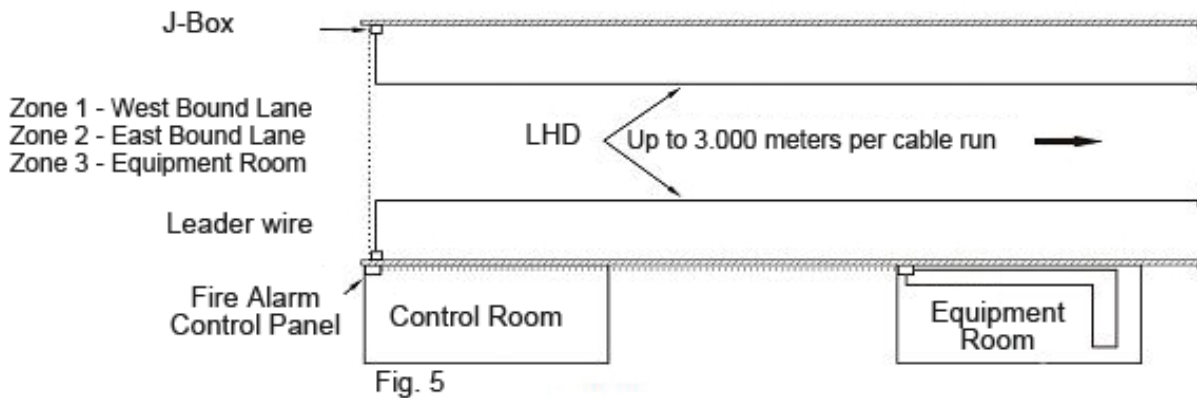 J-Box
Zone 1 - West Bound Lane
Zone 2 - East Bound Lane
Zone 3 - Equipment Room
LHD
Up to 3.000 meters per cable run
Leader wire
Fire Alarm
Control Panel
Control Room
Equipment
Room
Fig. 5